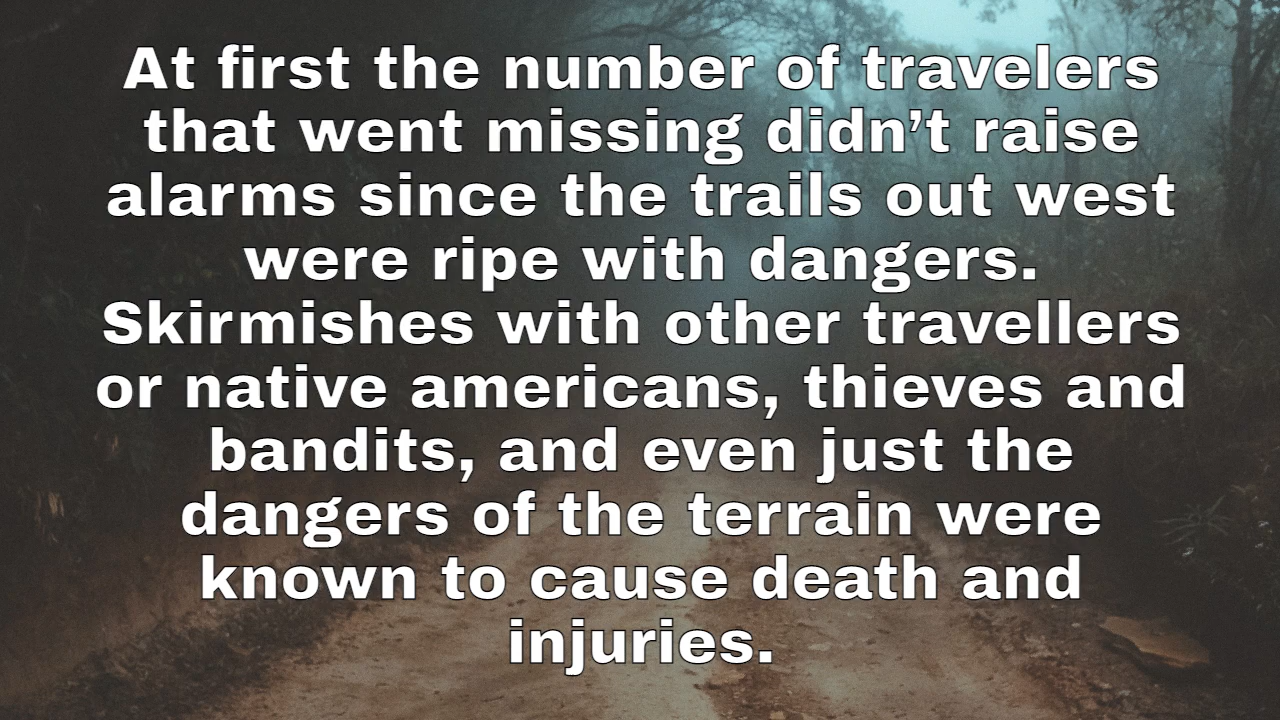 At first the number of travelers
that went missing didn’t raise
alarms since the trails out west
were ripe with dangers.
Skirmishes with other travellers
or native americans, thieves and
bandits, and even just the
dangers of the terrain were
known to cause death and
injuries.